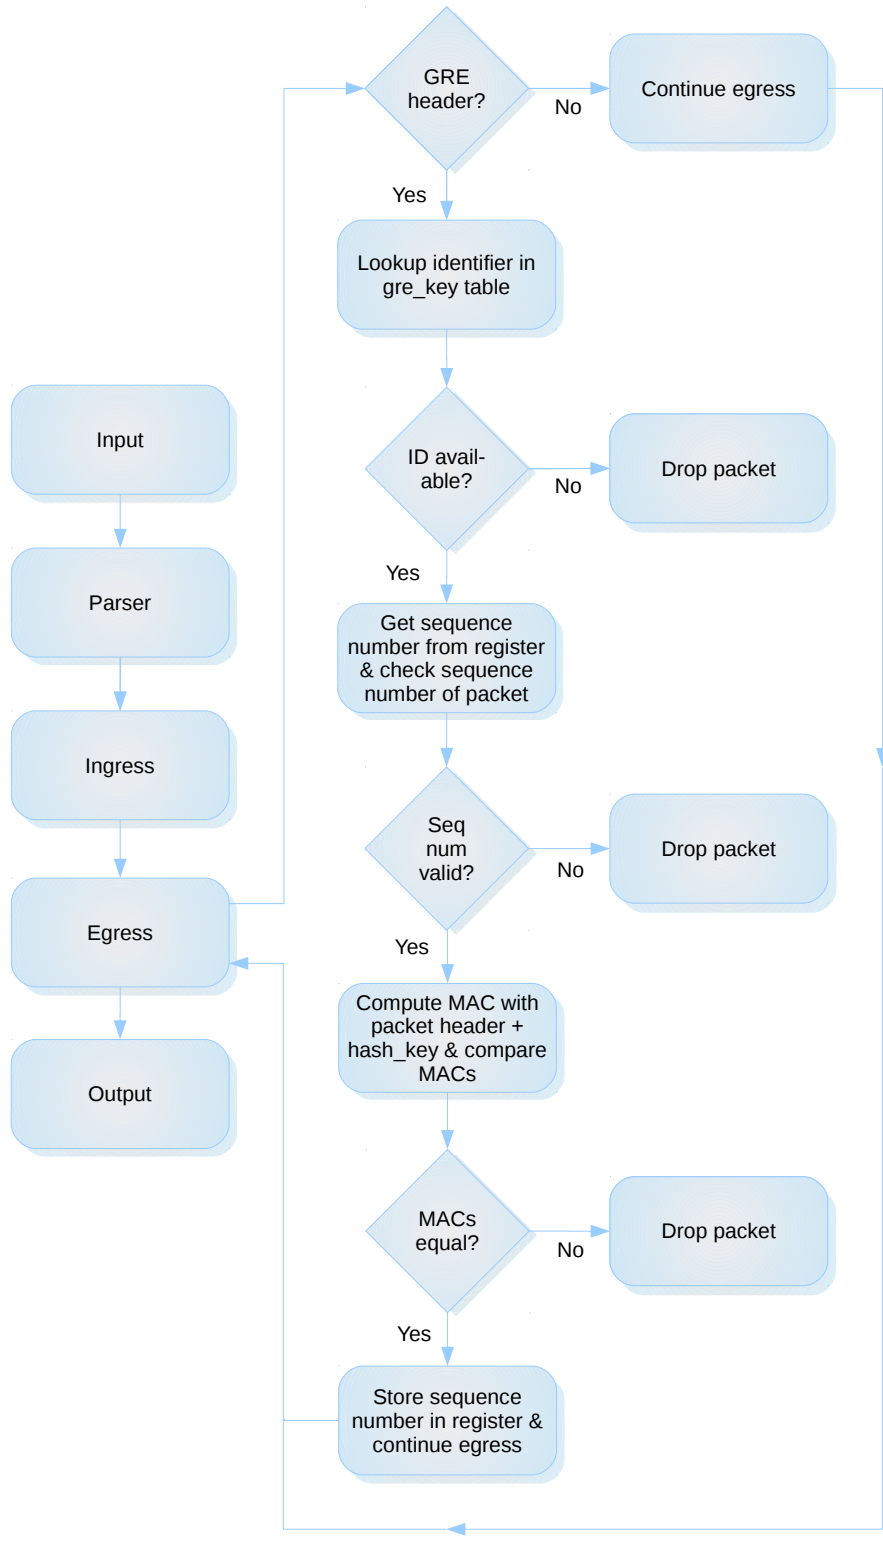 GRE
header?
No
Continue egress
Yes
Lookup identifier in
gre_key table
Input
ID avail-
able?
No
Drop packet
Yes
Parser
Get sequence
number from register
& check sequence
number of packet
Ingress
Seq
num
valid?
No
Drop packet
Egress
Yes
Compute MAC with
packet header +
hash_key & compare
MACs
Output
MACs
equal?
No
Drop packet
Yes
Store sequence
number in register &
continue egress